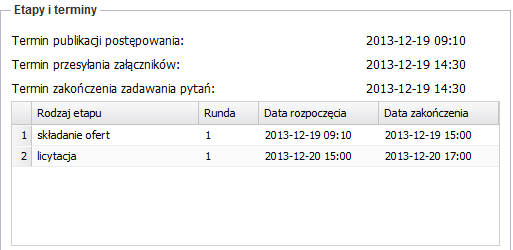 Etapy i terminy
Termin publikacji postępowania: 2013-12-19 09:10
Termin przesyłania załączników: 2013-12-19 14:30
Termin zakończenia zadawania pytań: 2013-12-19 14:30
Rodzaj etapu Runda Data rozpoczęcia Data zakończenia
1 składanie ofert 1 2013-12-19 09:10 2013-12-19 15:00
2 licytacja 1 2013-12-20 15:00 2013-12-20 17:00